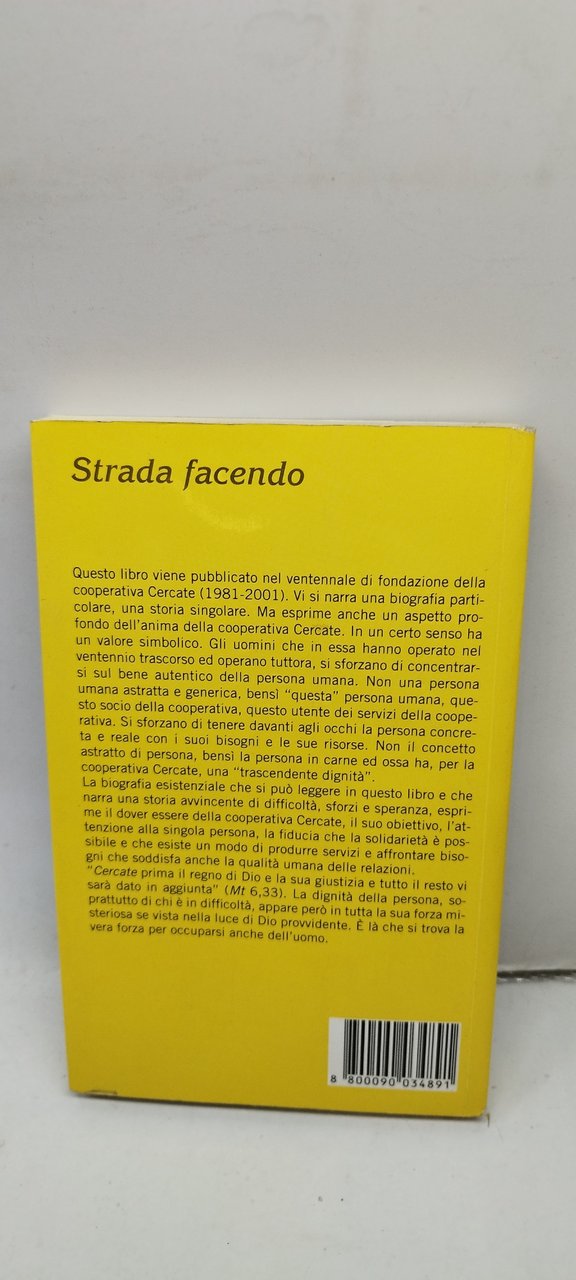 Strada facendo
Questo libro viene pubblicato nel ventennale di fondazione della
cooperativa Cercate (1981-2001). Vi si narra una biografia parti-
colare, una storia singolare. Ma esprime anche un aspetto pro-
fondo dell'anima della cooperativa Cercate. In un certo senso ha
un valore simbolico. Gli uomini che in essa hanno operato nel
ventennio trascorso ed operano tuttora, si sforzano di concentrar-
si sul bene autentico della persona umana. Non una persona
umana astratta e generica, bensì “questa” persona umana, que-
sto socio della cooperativa, questo utente dei servizi della coope-
rativa. Si sforzano di tenere davanti agli occhi la persona concre-
ta e reale con i suoi bisogni e le sue risorse. Non il concetto
astratto di persona, bensì la persona in carne ed ossa ha, per la
cooperativa Cercate, una “trascendente dignità”.
La biografia esistenziale che si può leggere in questo libro e che
narra una storia avvincente di difficoltà, sforzi e speranza, espri-
me il dover essere della cooperativa Cercate, il suo obiettivo, l'at-
tenzione alla singola persona, la fiducia che la solidarietà è pos-
sibile e che esiste un modo di produrre servizi e affrontare biso-
gni che soddisfa anche la qualità umana delle relazioni.
“Cercate prima il regno di Dio e la sua giustizia e tutto il resto vi
sarà dato in aggiunta” (Mt 6,33). La dignità della persona, so-
prattutto di chi è in difficoltà, appare però in tutta la sua forza mi-
steriosa se vista nella luce di Dio provvidente. È là che si trova la
vera forza per occuparsi anche dell'uomo.
8 800090 034891